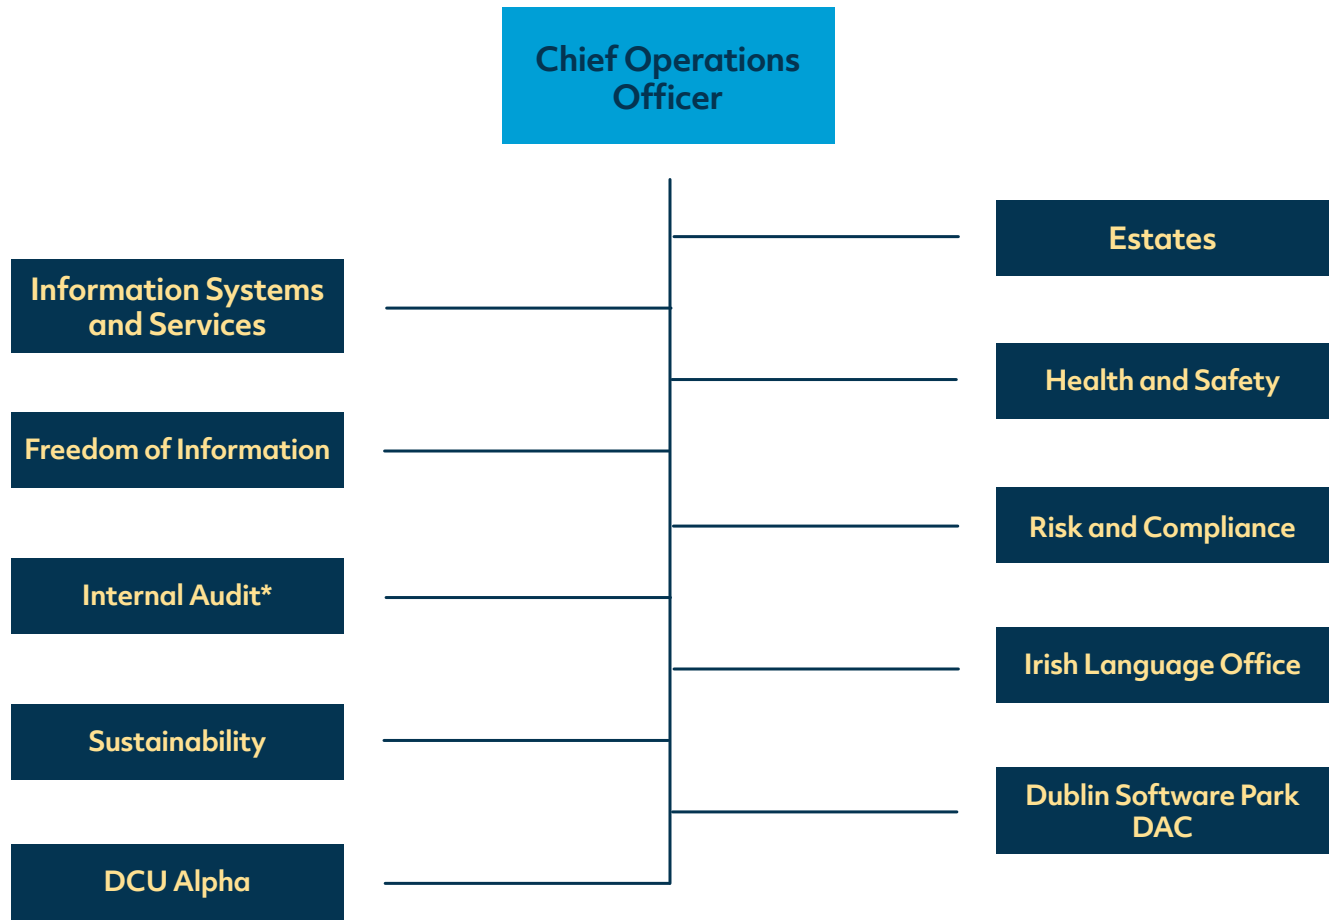 Chief Operations
Officer
Estates
Information Systems
and Services
Health and Safety
Freedom of Information
Risk and Compliance
Internal Audit*
Irish Language Office
Sustainability
Dublin Software Park
DAC
DCU Alpha